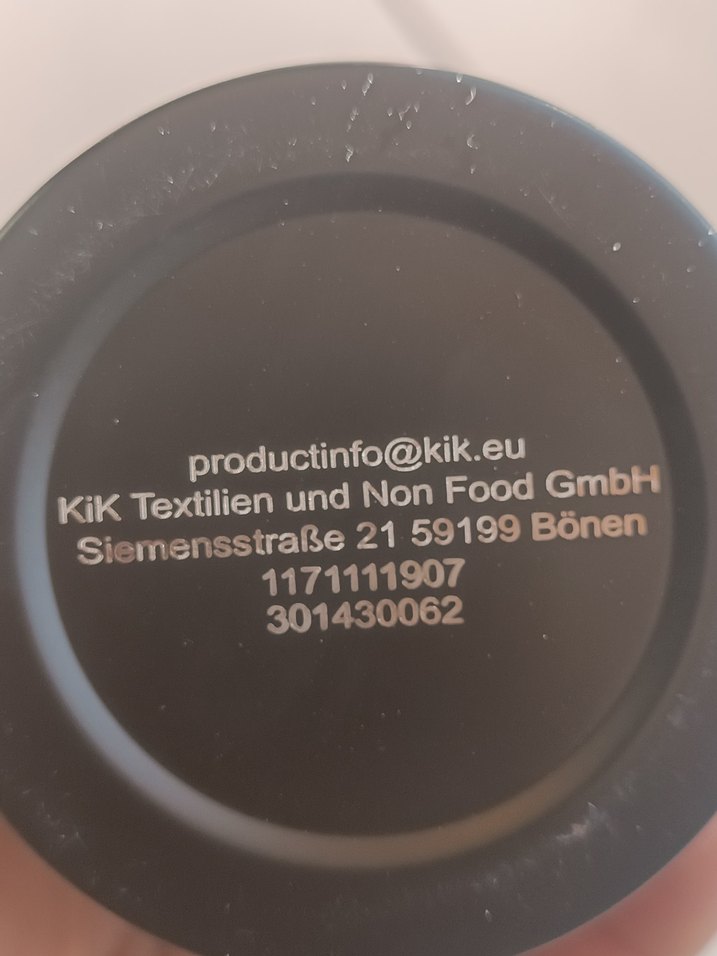 productinfo@kik.eu
KiK Textilien und Non Food GmbH
Siemensstraße 21 59199 Bönen
1171111907
301430062